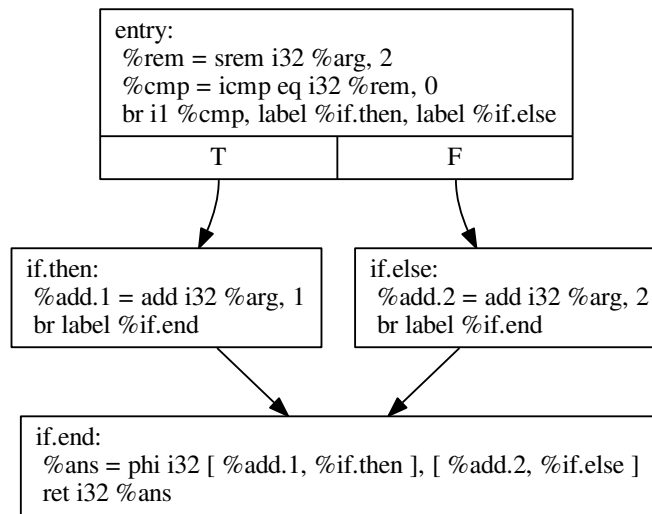 entry:
%rem = srem i32 %arg, 2
%cmp = icmp eq i32 %rem, 0
br i1 %cmp, label %if.then, label %if.else
T
F
if.then:
%add.1 = add i32 %arg, 1
br label %if.end
if.else:
%add.2 = add i32 %arg, 2
br label %if.end
if.end:
%ans = phi i32 [ %add.1, %if.then ], [ %add.2, %if.else ]
ret i32 %ans